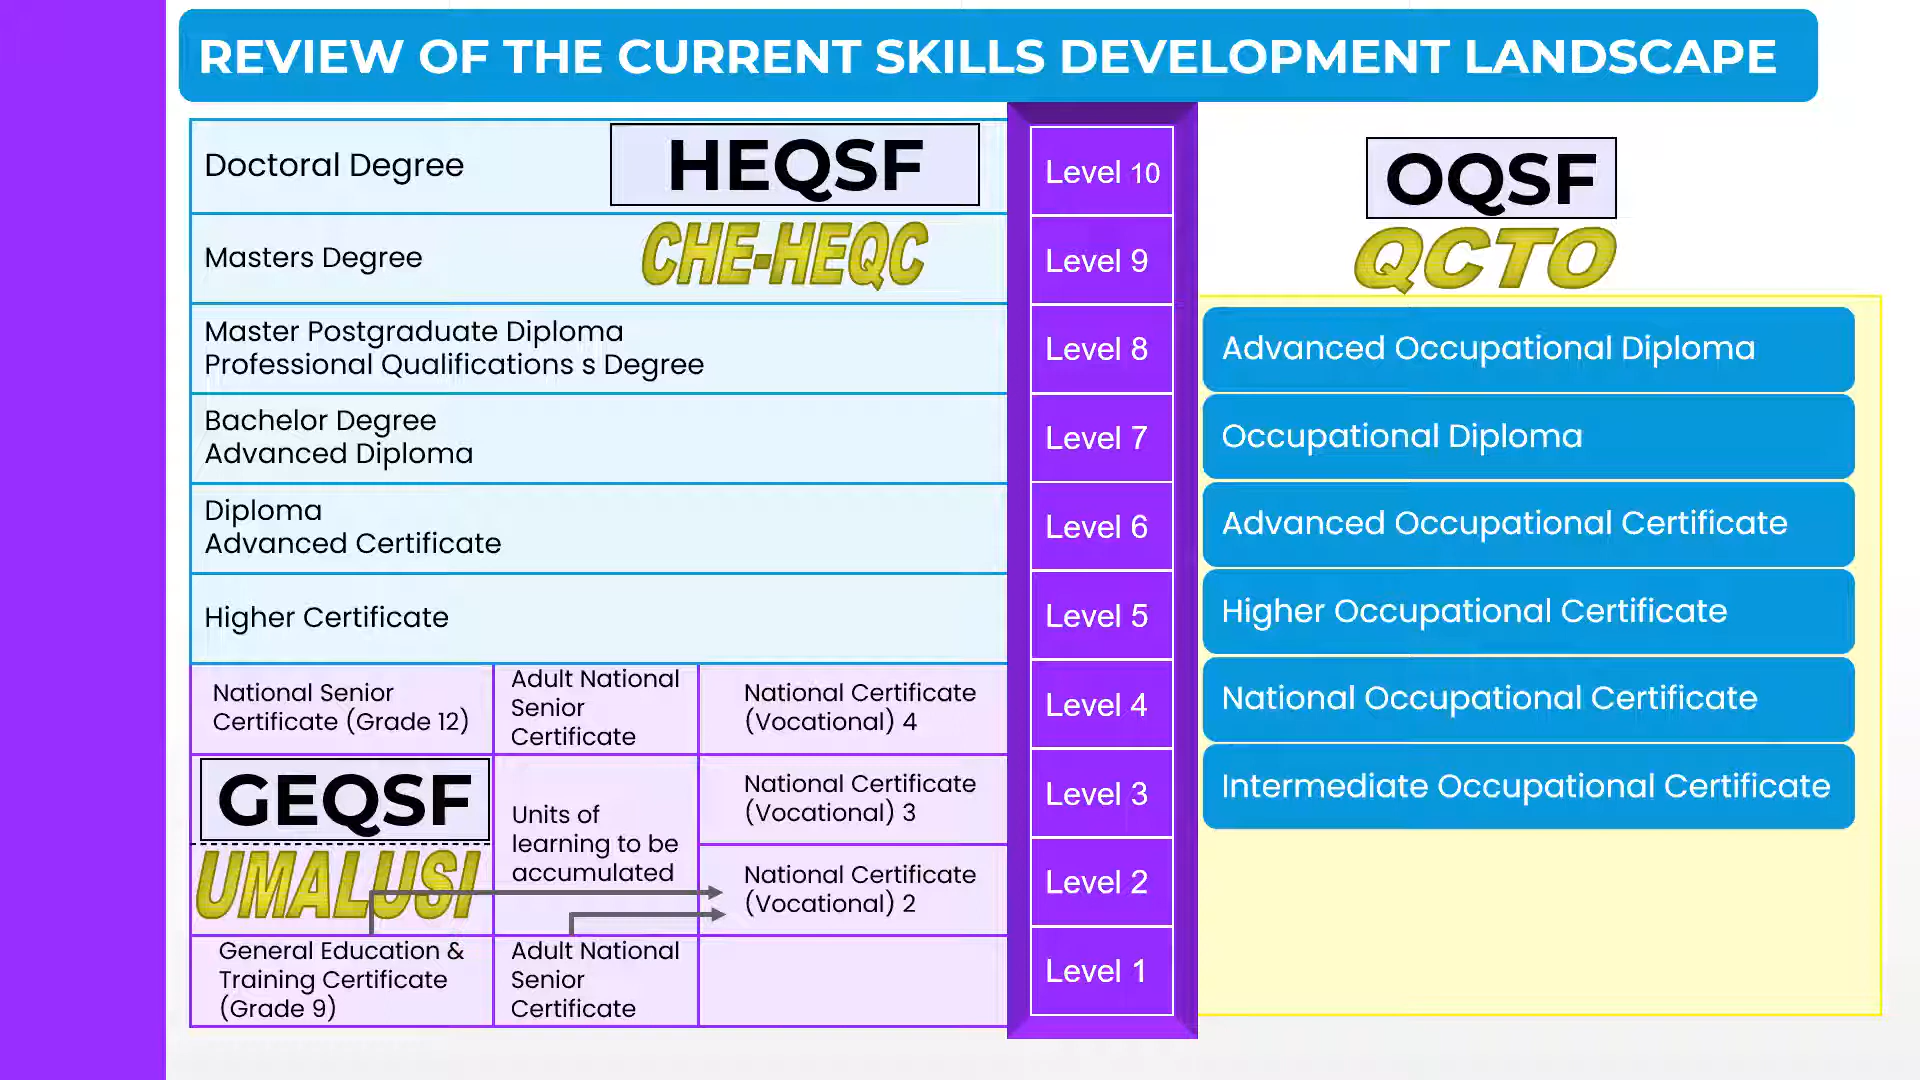 REVIEW OF THE CURRENT SKILLS DEVELOPMENT LANDSCAPE
Doctoral Degree
HEQSF
Level 10
OQSF
Masters Degree
CHE-HEQC
Level 9
QCTO
Master Postgraduate Diploma
Professional Qualifications s Degree
Level 8
Advanced Occupational Diploma
Bachelor Degree
Advanced Diploma
Level 7
Occupational Diploma
Diploma
Advanced Certificate
Level 6
Advanced Occupational Certificate
Higher Certificate
Level 5
Higher Occupational Certificate
National Senior
Certificate (Grade 12)
Adult National
Senior
Certificate
National Certificate
(Vocational) 4
Level 4
National Occupational Certificate
GEQSF
UMALUSI
Units of
learning to be
accumulated
National Certificate
(Vocational) 3
Level 3
Intermediate Occupational Certificate
National Certificate
(Vocational) 2
Level 2
General Education &
Training Certificate
(Grade 9)
Adult National
Senior
Certificate
Level 1